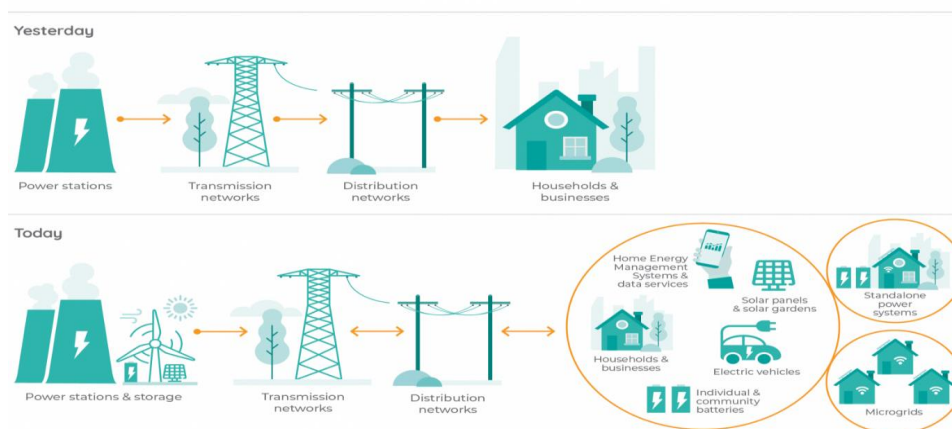 Yesterday
Power stations
Transmission
networks
Distribution
networks
Households &
businesses
Today
Power stations & storage
Transmission
networks
Distribution
networks
Home Energy
Management
Systems &
data services
Solar panels
& solar gardens
Households &
businesses
Electric vehicles
Individual &
community
batteries
Standalone
power
systems
Microgrids